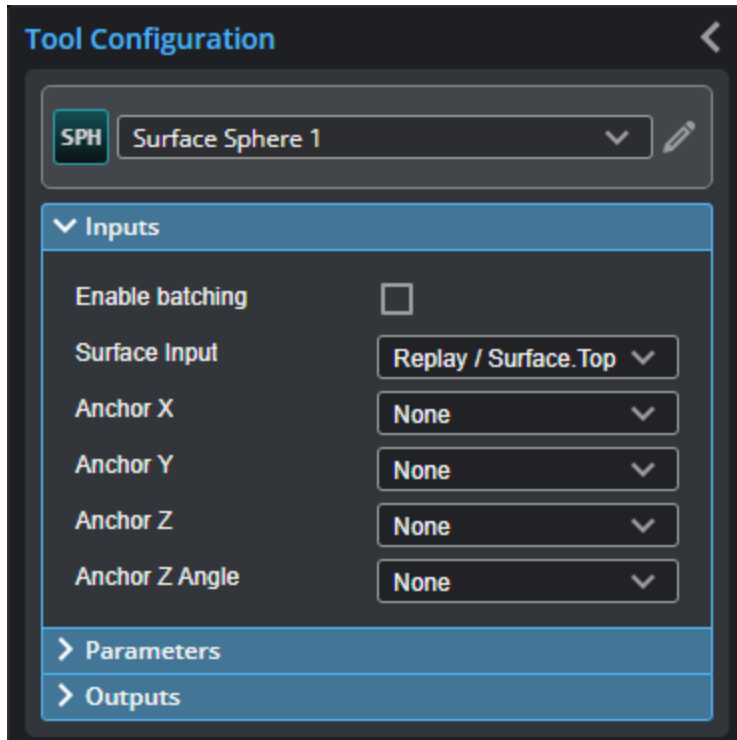 Tool Configuration
SPH Surface Sphere 1
Inputs
Enable batching
Surface Input Replay / Surface.Top
Anchor X None
Anchor Y None
Anchor Z None
Anchor Z Angle None
Parameters
Outputs